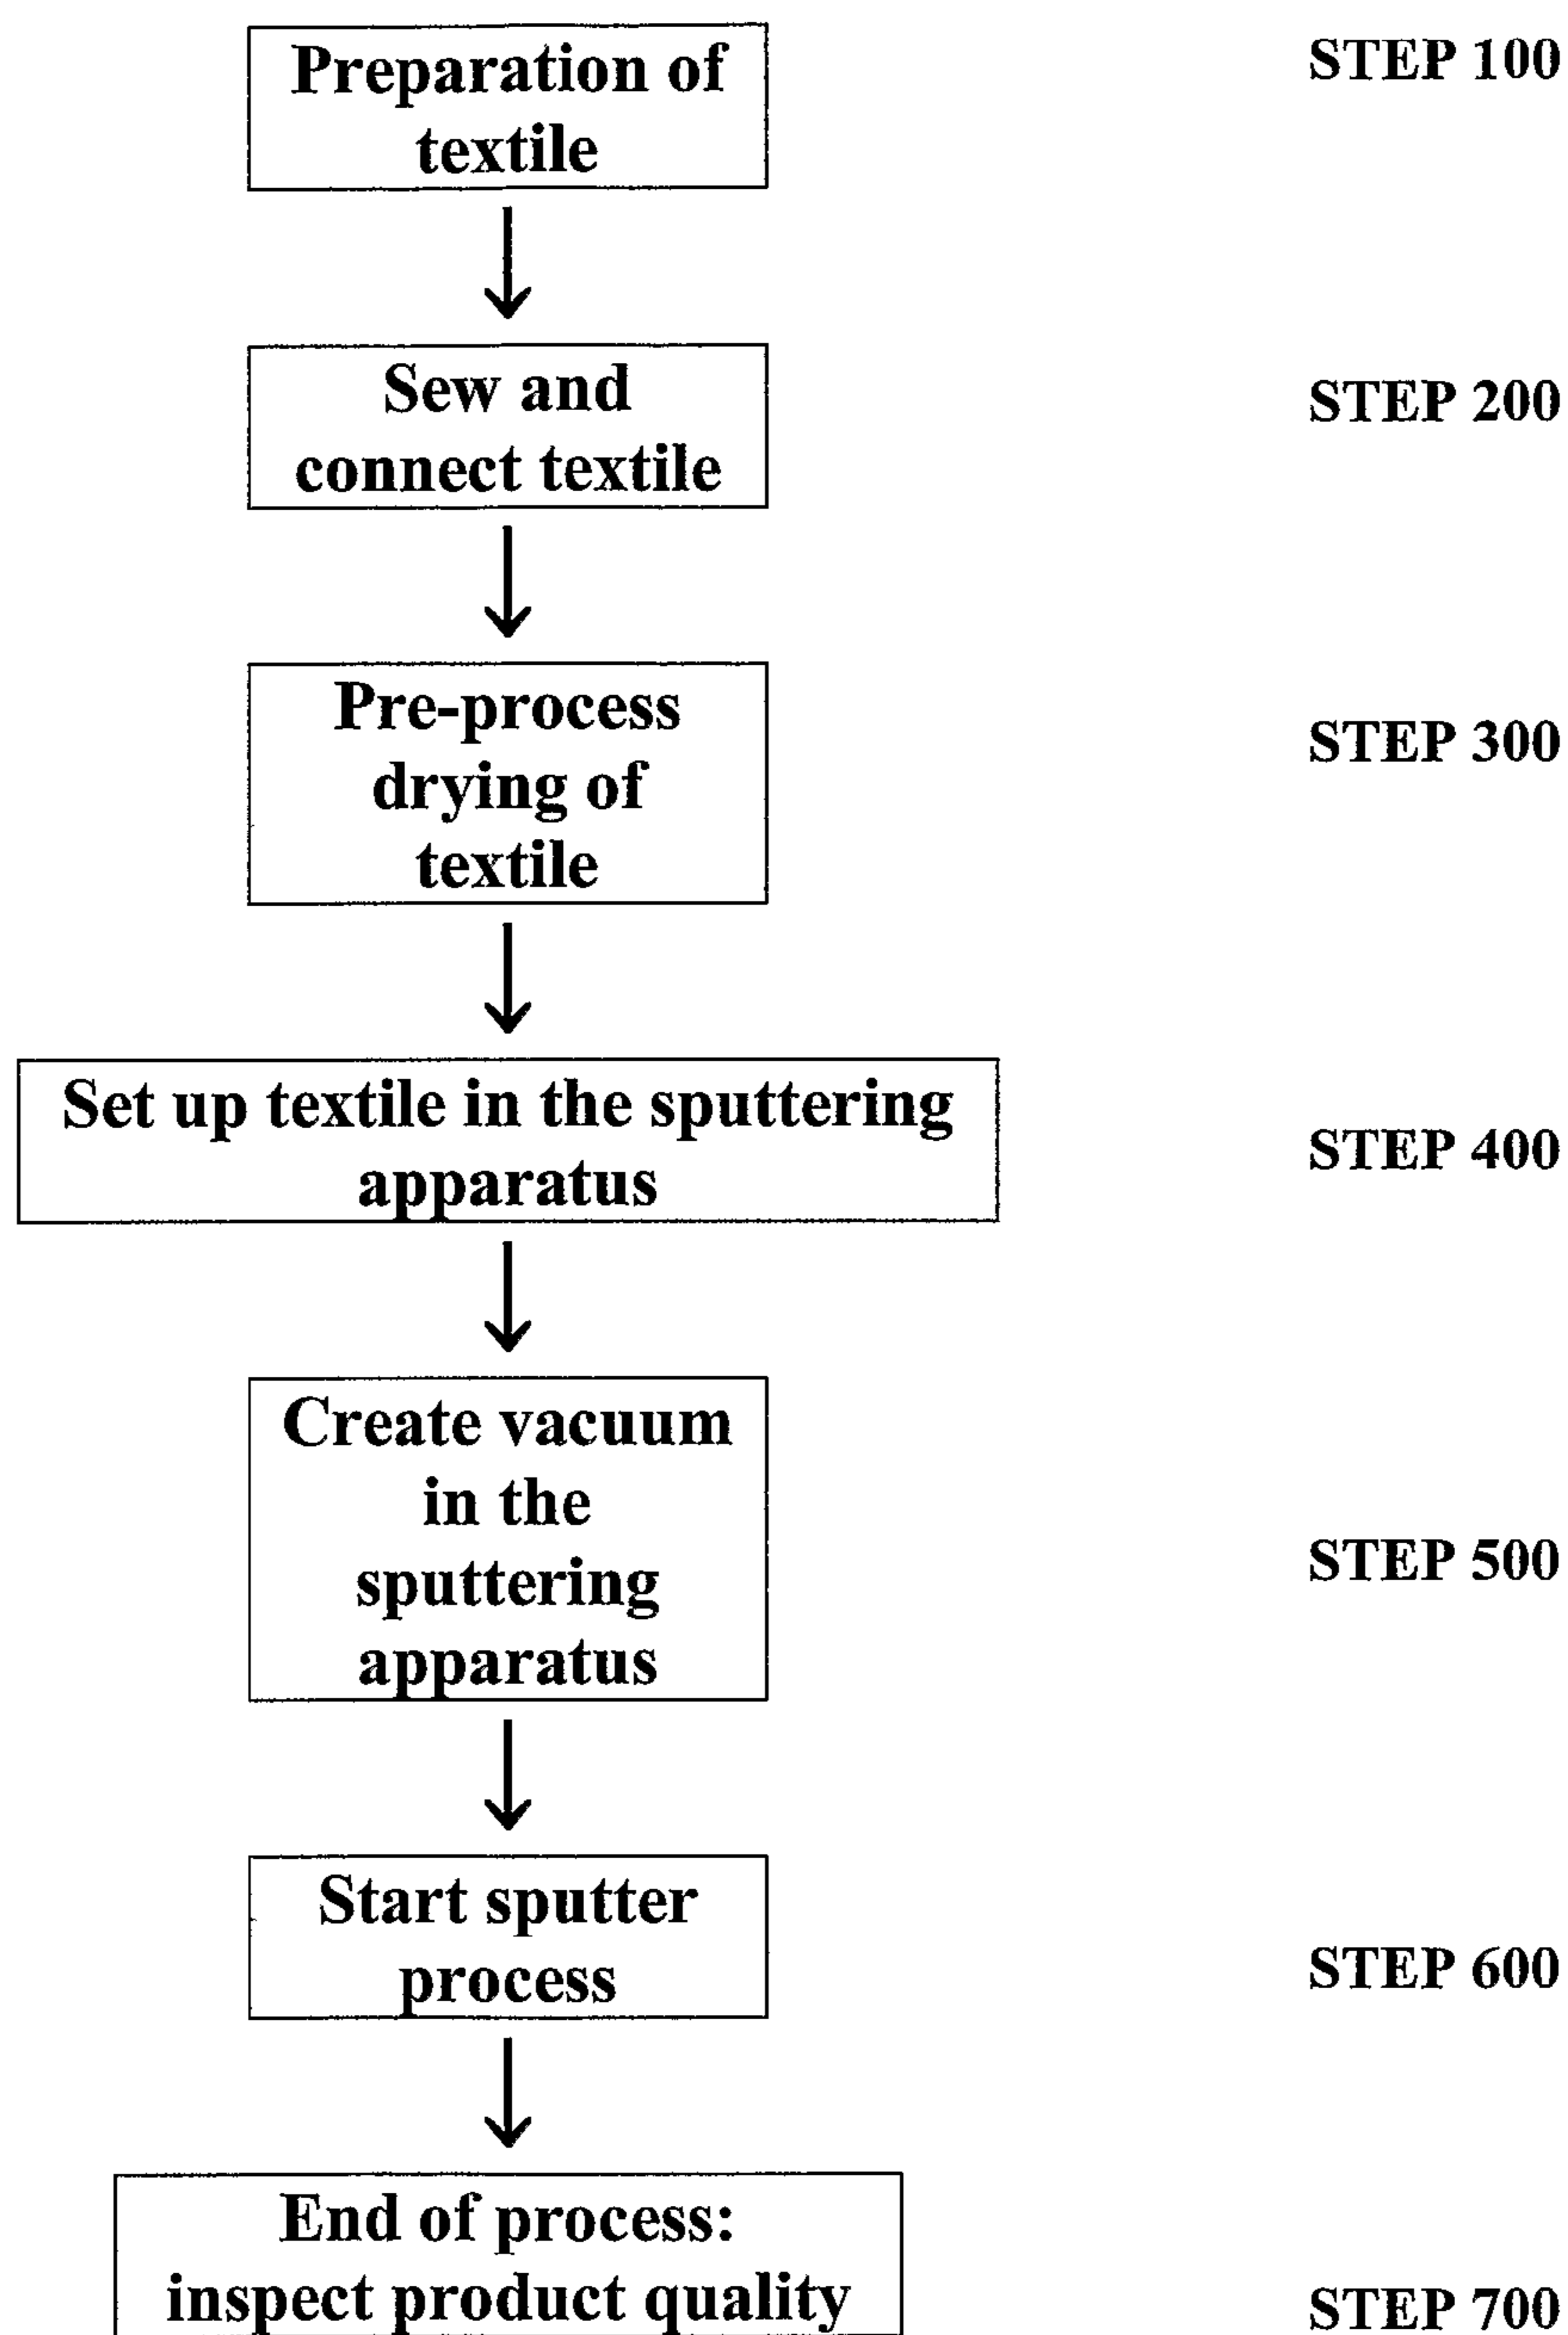 Preparation of
textile
STEP 100
Sew and
connect textile
STEP 200
Pre-process
drying of
textile
STEP 300
Set up textile in the sputtering
apparatus
STEP 400
Create vacuum
in the
sputtering
apparatus
STEP 500
Start sputter
process
STEP 600
End of process:
inspect product quality
STEP 700